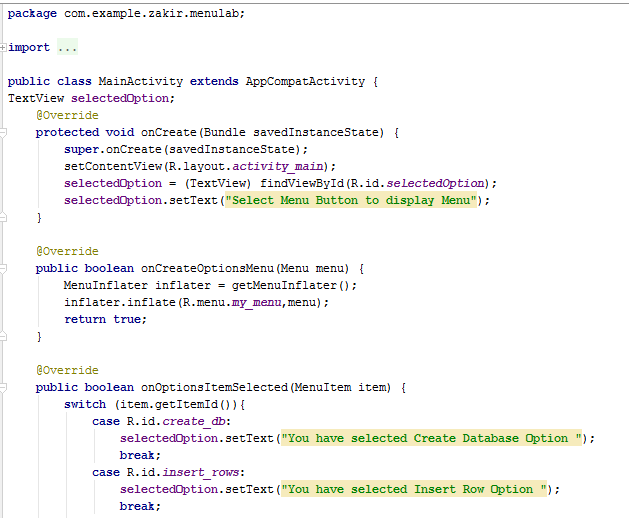 package com.example.zakir.menulab;
import ...
public class MainActivity extends AppCompatActivity {
TextView selectedOption;
@Override
protected void onCreate(Bundle savedInstanceState) {
super.onCreate(savedInstanceState);
setContentView(R.layout.activity_main);
selectedOption = (TextView) findViewById(R.id.selectedOption);
selectedOption.setText("Select Menu Button to display Menu");
}
@Override
public boolean onCreateOptionsMenu(Menu menu) {
MenuInflater inflater = getMenuInflater();
inflater.inflate(R.menu.my_menu,menu);
return true;
}
@Override
public boolean onOptionsItemSelected(MenuItem item) {
switch (item.getItemId()){
case R.id.create_db:
selectedOption.setText("You have selected Create Database Option ");
break;
case R.id.insert_rows:
selectedOption.setText("You have selected Insert Row Option ");
break;